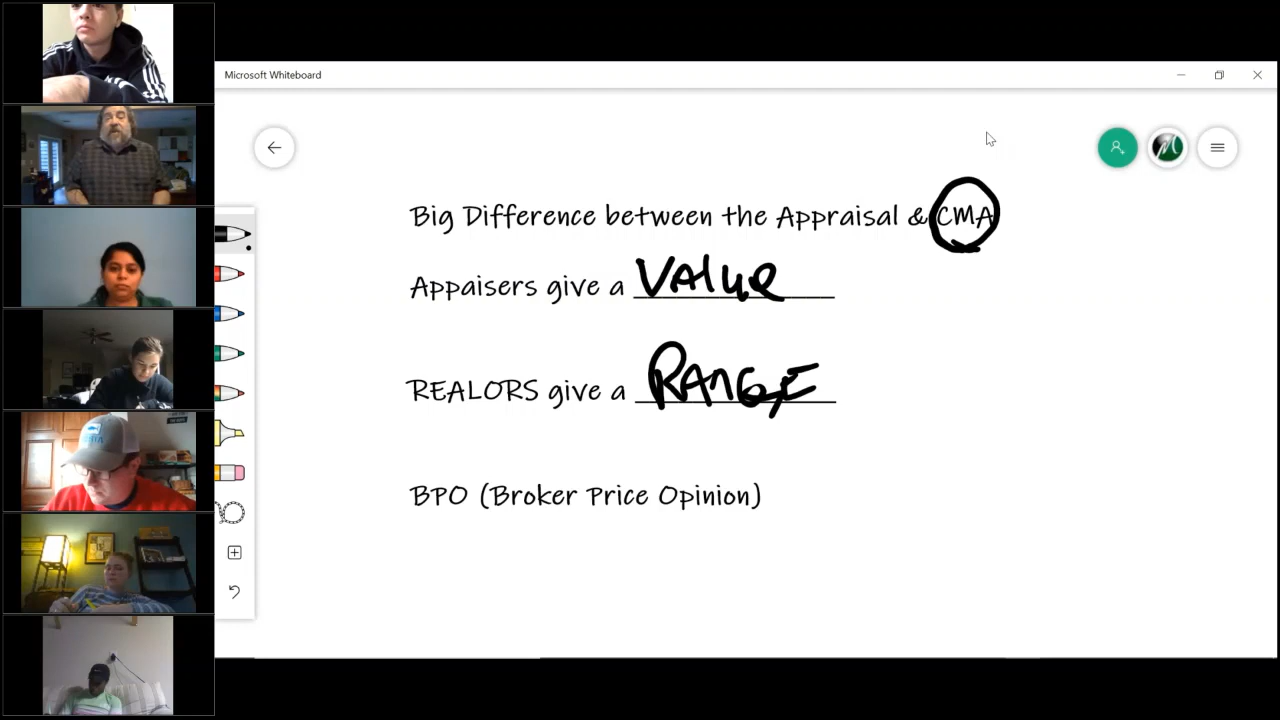 Microsoft Whiteboard
Big Difference between the Appraisal & CMA
Appaisers give a VAlue
REALORS give a RAnGE
BPO (Broker Price Opinion)